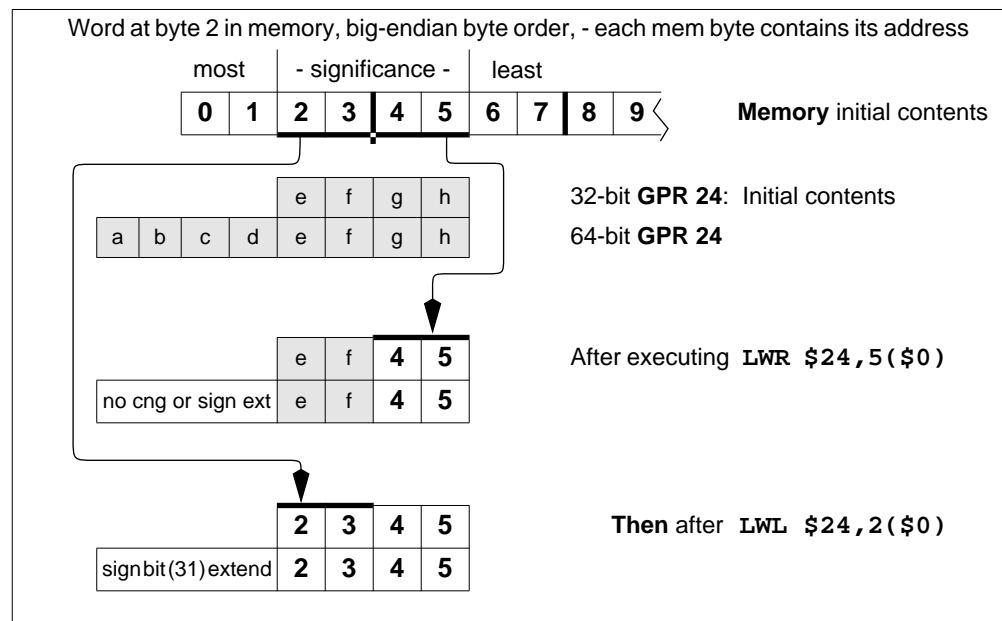 Word at byte 2 in memory, big-endian byte order, - each mem byte contains its address
most - significance - least
0 1 2 3 4 5 6 7 8 9 Memory initial contents
e f g h 32-bit GPR 24: Initial contents
a b c d e f g h 64-bit GPR 24
e f 4 5 After executing LWR $24,5($0)
no cng or sign ext e f 4 5
2 3 4 5 Then after LWL $24,2($0)
sign bit (31) extend 2 3 4 5